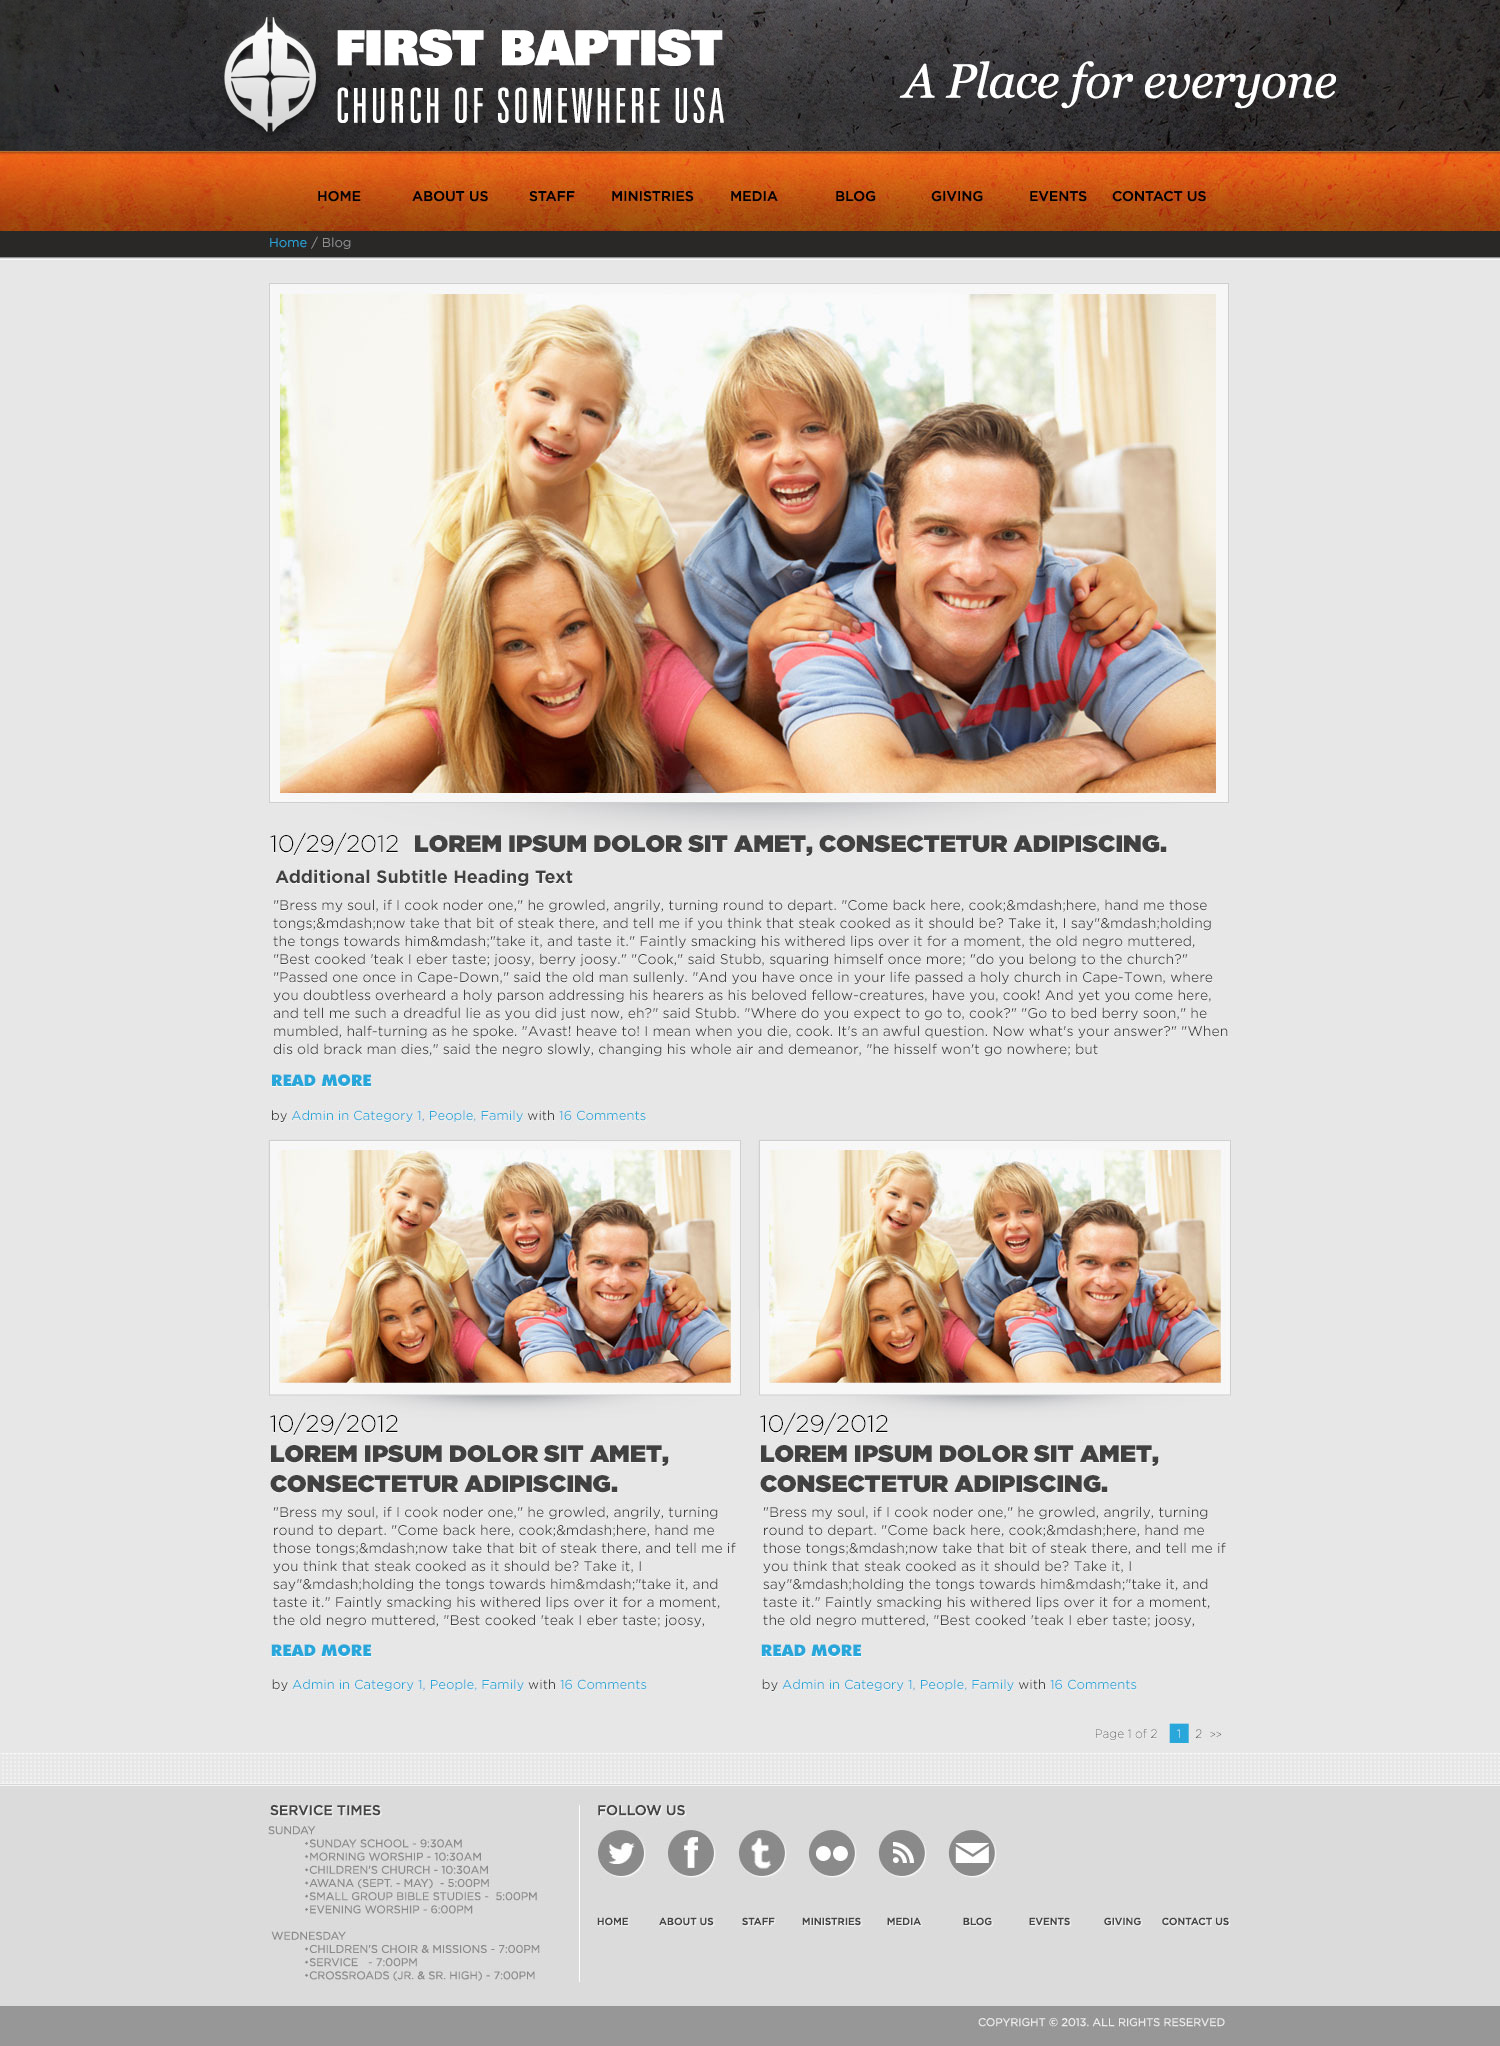 FIRST BAPTIST
CHURCH OF SOMEWHERE USA
A Place for everyone
HOME ABOUT US STAFF MINISTRIES MEDIA BLOG GIVING EVENTS CONTACT US
Home / Blog
10/29/2012 LOREM IPSUM DOLOR SIT AMET, CONSECTETUR ADIPISCING.
Additional Subtitle Heading Text
"Bress my soul, if I cook noder one," he growled, angrily, turning round to depart. "Come back here, cook;&mdash;here, hand me those
tongs;&mdash;now take that bit of steak there, and tell me if you think that steak cooked as it should be? Take it, I say"&mdash;holding
the tongs towards him&mdash;"take it, and taste it." Faintly smacking his withered lips over it for a moment, the old negro muttered,
"Best cooked 'teak I eber taste; joosy, berry joosy." "Cook," said Stubb, squaring himself once more; "do you belong to the church?"
"Passed one once in Cape-Down," said the old man sullenly. "And you have once in your life passed a holy church in Cape-Town, where
you doubtless overheard a holy parson addressing his hearers as his beloved fellow-creatures, have you, cook! And yet you come here,
and tell me such a dreadful lie as you did just now, eh?" said Stubb. "Where do you expect to go to, cook?" "Go to bed berry soon," he
mumbled, half-turning as he spoke. "Avast! heave to! I mean when you die, cook. It's an awful question. Now what's your answer?" "When
dis old brack man dies," said the negro slowly, changing his whole air and demeanor, "he hisself won't go nowhere; but
READ MORE
by Admin in Category 1, People, Family with 16 Comments
10/29/2012
LOREM IPSUM DOLOR SIT AMET,
CONSECTETUR ADIPISCING.
"Bress my soul, if I cook noder one," he growled, angrily, turning
round to depart. "Come back here, cook;&mdash;here, hand me
those tongs;&mdash;now take that bit of steak there, and tell me if
you think that steak cooked as it should be? Take it, I
say"&mdash;holding the tongs towards him&mdash;"take it, and
taste it." Faintly smacking his withered lips over it for a moment,
the old negro muttered, "Best cooked 'teak I eber taste; joosy,
READ MORE
by Admin in Category 1, People, Family with 16 Comments
10/29/2012
LOREM IPSUM DOLOR SIT AMET,
CONSECTETUR ADIPISCING.
"Bress my soul, if I cook noder one," he growled, angrily, turning
round to depart. "Come back here, cook;&mdash;here, hand me
those tongs;&mdash;now take that bit of steak there, and tell me if
you think that steak cooked as it should be? Take it, I
say"&mdash;holding the tongs towards him&mdash;"take it, and
taste it." Faintly smacking his withered lips over it for a moment,
the old negro muttered, "Best cooked 'teak I eber taste; joosy,
READ MORE
by Admin in Category 1, People, Family with 16 Comments
Page 1 of 2 1 2 >>
SERVICE TIMES
SUNDAY
•SUNDAY SCHOOL - 9:30AM
•MORNING WORSHIP - 10:30AM
•CHILDREN'S CHURCH - 10:30AM
•AWANA (SEPT. - MAY) - 5:00PM
•SMALL GROUP BIBLE STUDIES - 5:00PM
•EVENING WORSHIP - 6:00PM
WEDNESDAY
•CHILDREN'S CHOIR & MISSIONS - 7:00PM
•SERVICE - 7:00PM
•CROSSROADS (JR. & SR. HIGH) - 7:00PM
FOLLOW US
HOME ABOUT US STAFF MINISTRIES MEDIA BLOG EVENTS GIVING CONTACT US
COPYRIGHT © 2013. ALL RIGHTS RESERVED